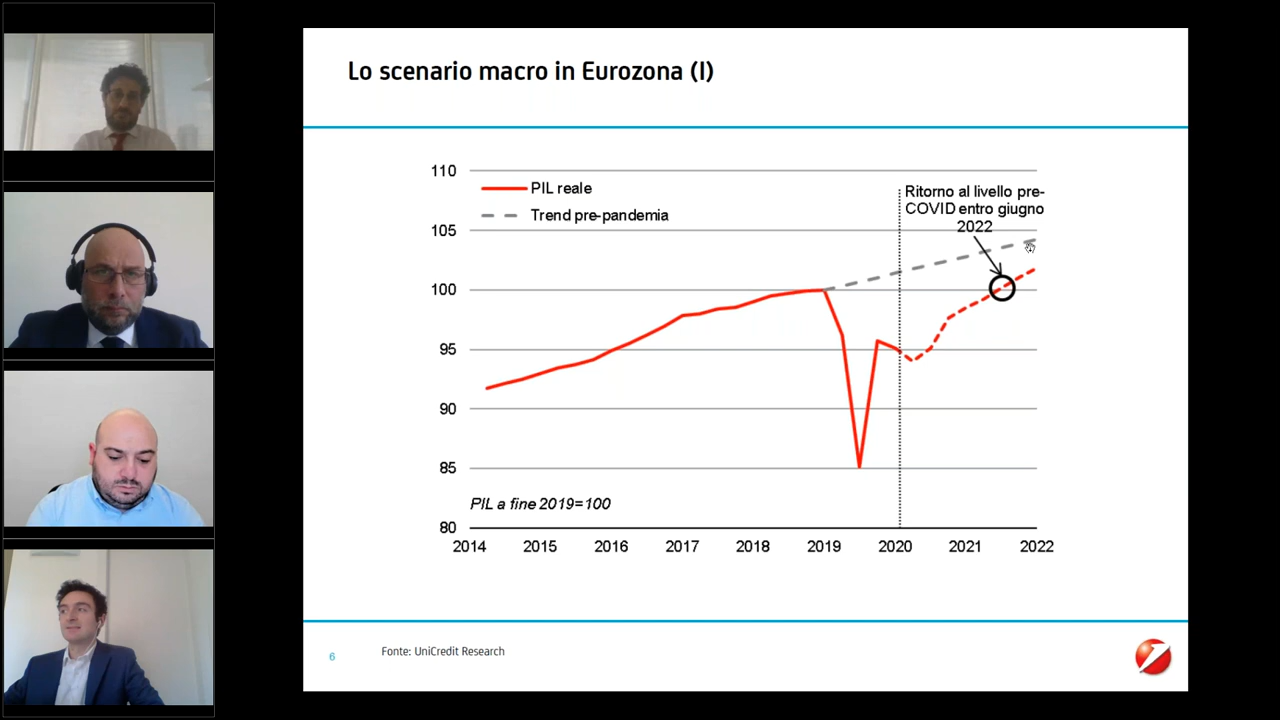 Lo scenario macro in Eurozona (I)
110
105
100
95
90
85
80
PIL reale
Trend pre-pandemia
Ritorno al livello pre-
COVID entro giugno
2022
PIL a fine 2019=100
2014 2015 2016 2017 2018 2019 2020 2021 2022
6
Fonte: UniCredit Research